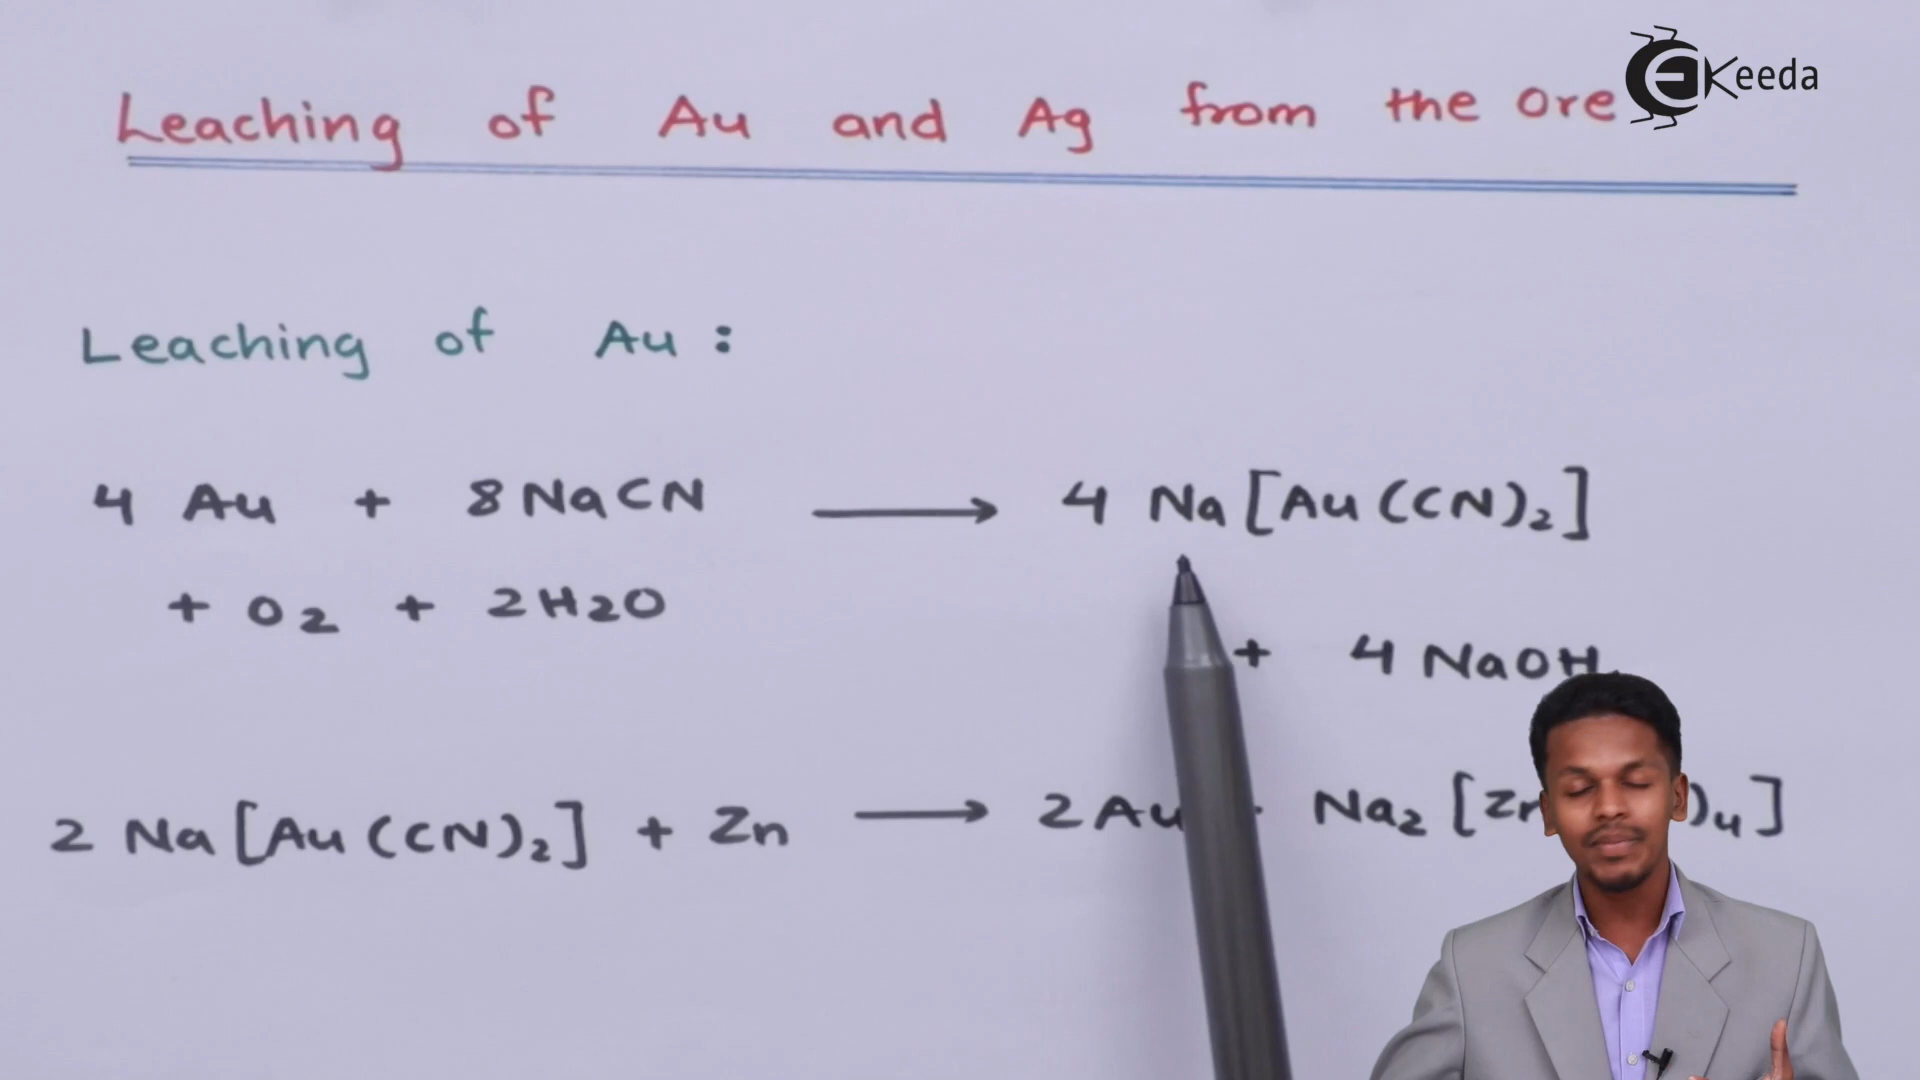 Leaching of Au and Ag from the ore
EKeeda
Leaching of Au :
4 Au + 8 NaCN ⟶ 4 Na [Au (CN)₂]
+ O₂ + 2H₂O
+ 4 NaOH
2 Na [Au (CN)₂] + Zn ⟶ 2 Au Na₂ [Zn )₄]